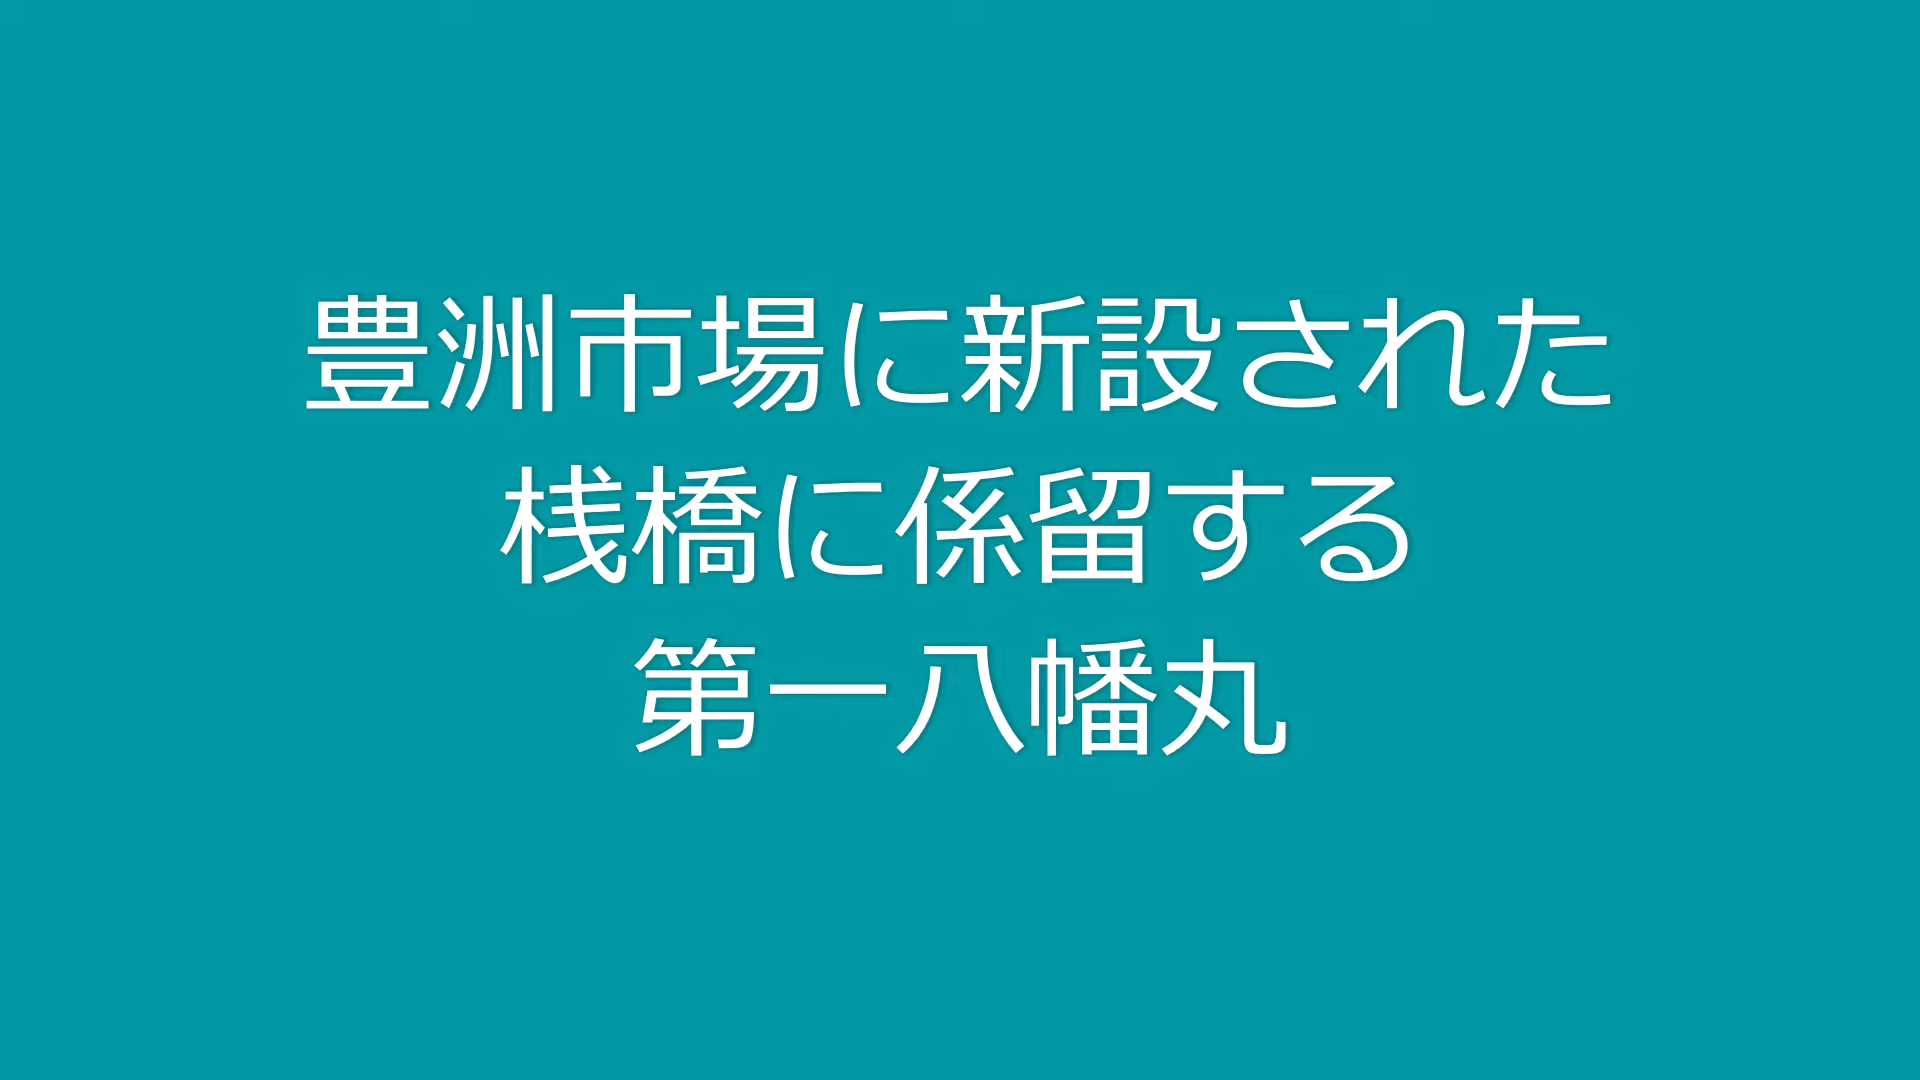 豊洲市場に新設された
桟橋に係留する
第一八幡丸